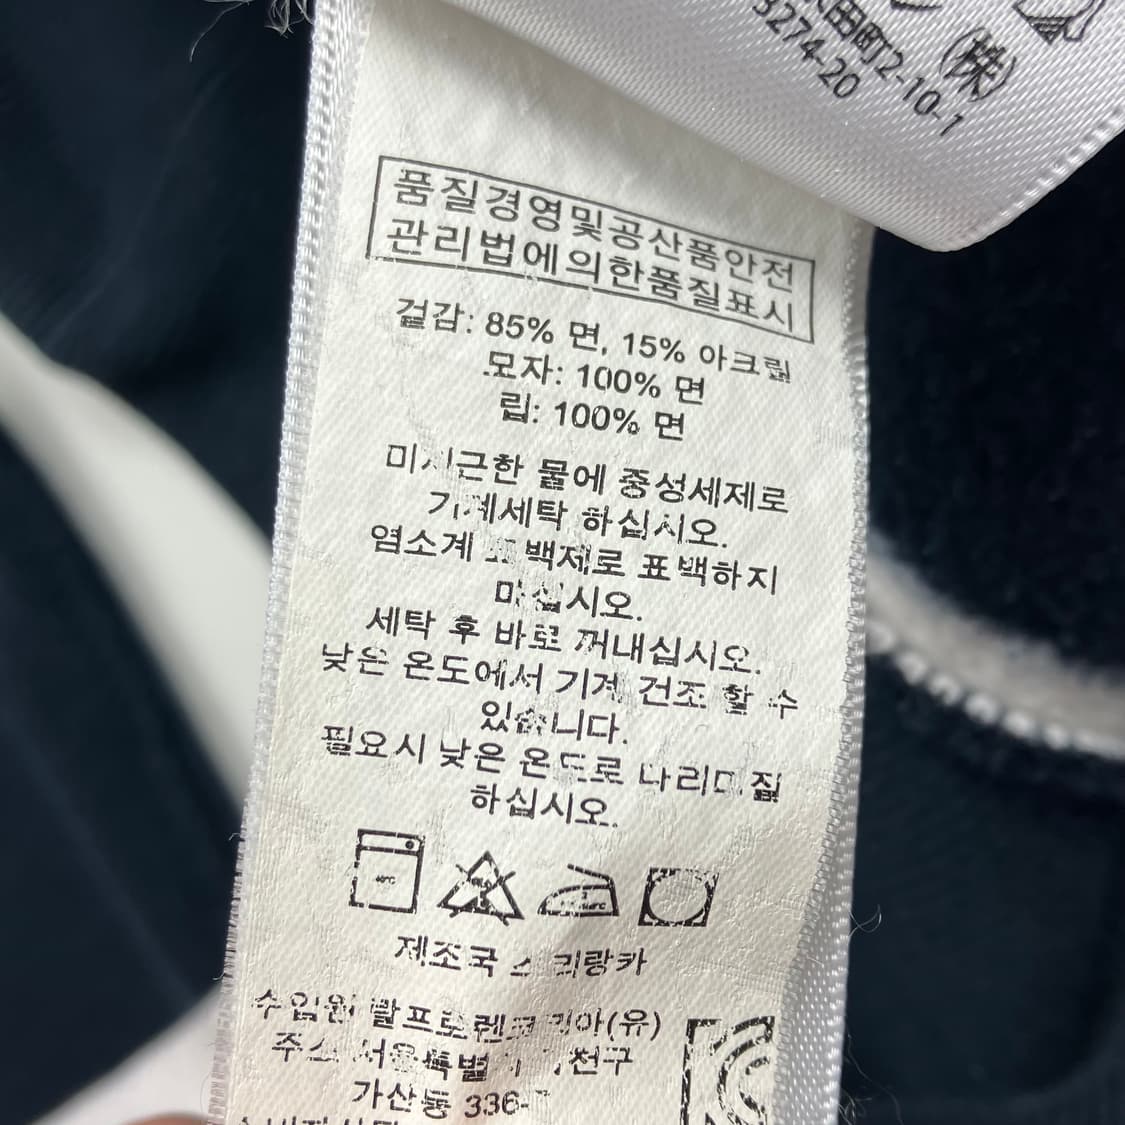 (株)
田町2-10-1
3274-20
품질경영및공산품안전
관리법에의한품질표시
겉감: 85% 면, 15% 아크릴
모자: 100% 면
립: 100% 면
미지근한 물에 중성세제로
기계세탁 하십시오.
염소계 표백제로 표백하지
마십시오.
세탁 후 바로 꺼내십시오.
낮은 온도에서 기계 건조 할 수
있습니다.
필요시 낮은 온도로 다리미질
하십시오.
제조국 스리랑카
수입원 랄프로렌코리아(유)
주소 서울특별 천구
가산동 336-